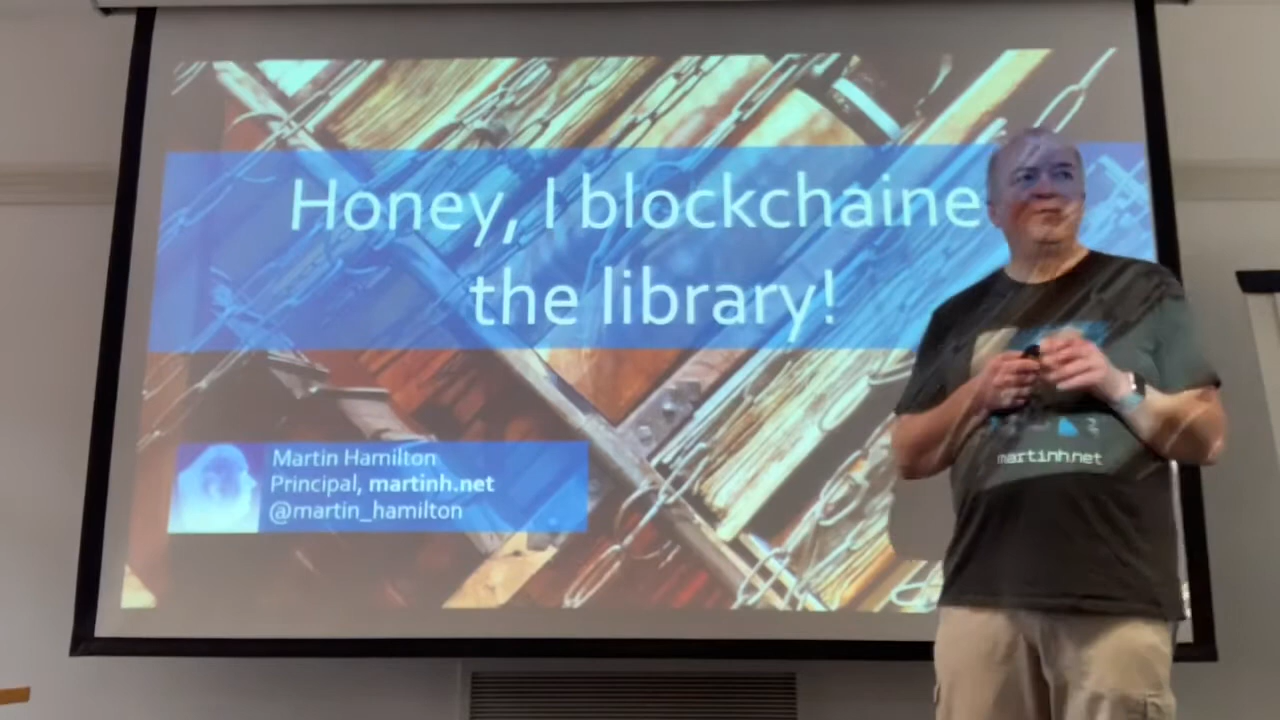 Honey, I blockchaine
the library!
Martin Hamilton
Principal, martinh.net
@martin_hamilton
martinh.net